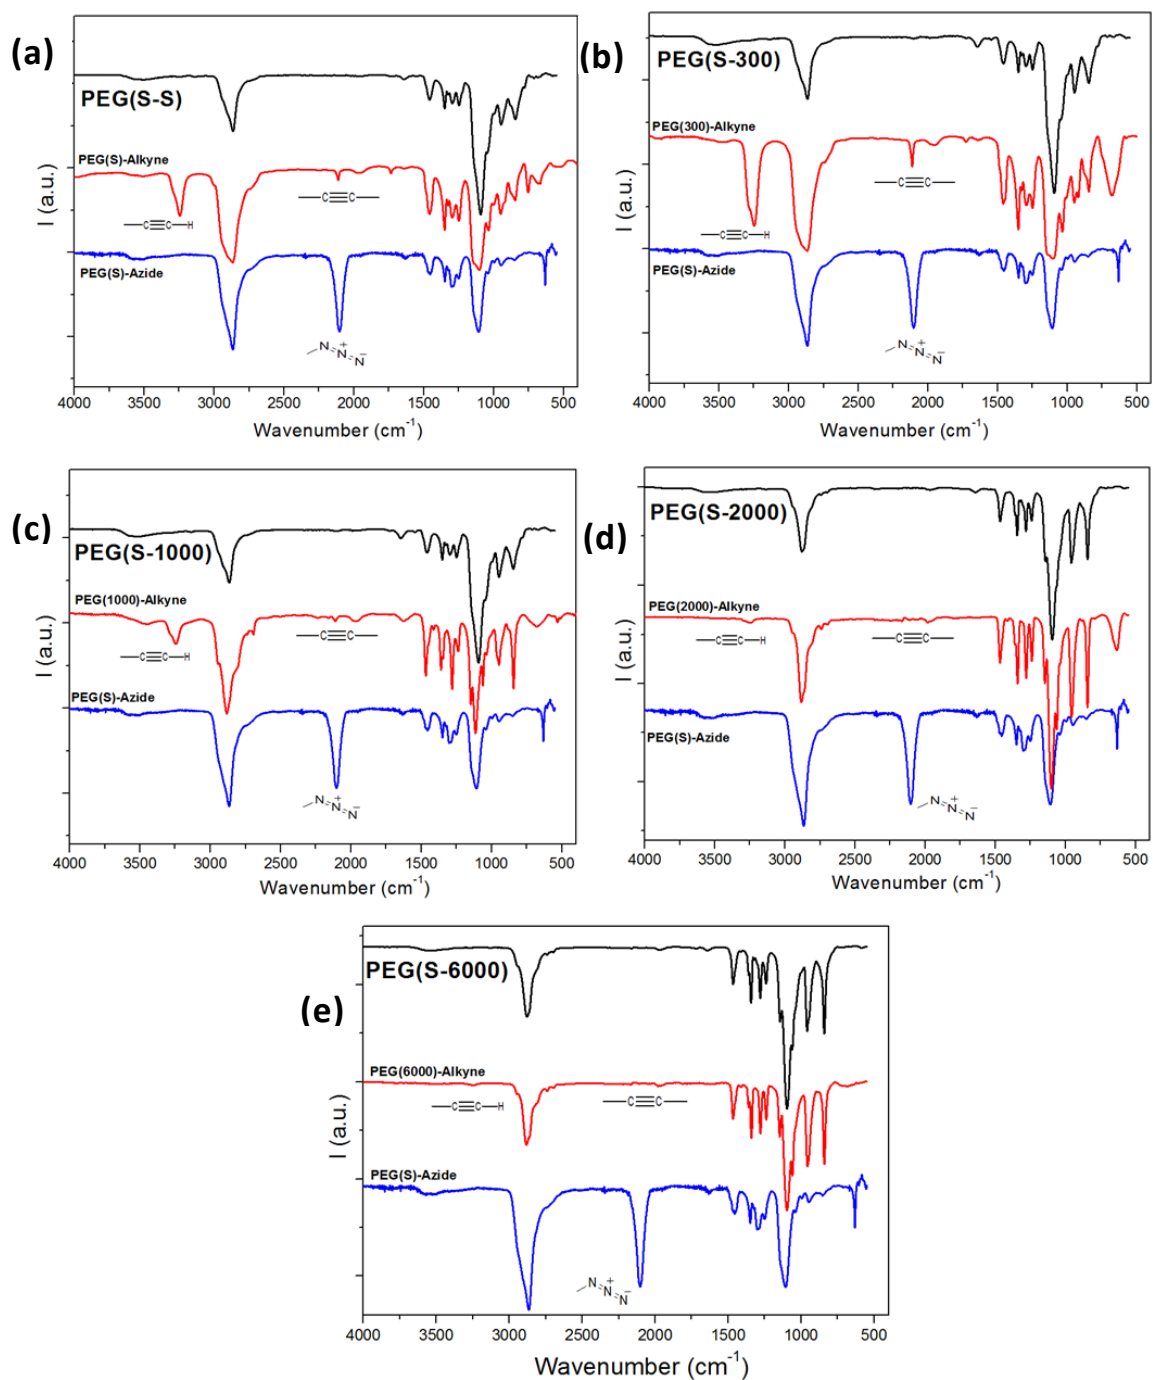 (a)
PEG(S-S)
PEG(S)-Alkyne
C≡C
C≡C-H
PEG(S)-Azide
N=N=N
+ −
I (a.u.)
4000 3500 3000 2500 2000 1500 1000 500
Wavenumber (cm⁻¹)
(b)
PEG(S-300)
PEG(300)-Alkyne
C≡C
C≡C-H
PEG(S)-Azide
N=N=N
+ −
I (a.u.)
4000 3500 3000 2500 2000 1500 1000 500
Wavenumber (cm⁻¹)
(c)
PEG(S-1000)
PEG(1000)-Alkyne
C≡C
C≡C-H
PEG(S)-Azide
N=N=N
+ −
I (a.u.)
4000 3500 3000 2500 2000 1500 1000 500
Wavenumber (cm⁻¹)
(d)
PEG(S-2000)
PEG(2000)-Alkyne
C≡C-H
C≡C
PEG(S)-Azide
N=N=N
+ −
I (a.u.)
4000 3500 3000 2500 2000 1500 1000 500
Wavenumber (cm⁻¹)
(e)
PEG(S-6000)
PEG(6000)-Alkyne
C≡C-H
C≡C
PEG(S)-Azide
N=N=N
+ −
I (a.u.)
4000 3500 3000 2500 2000 1500 1000 500
Wavenumber (cm⁻¹)